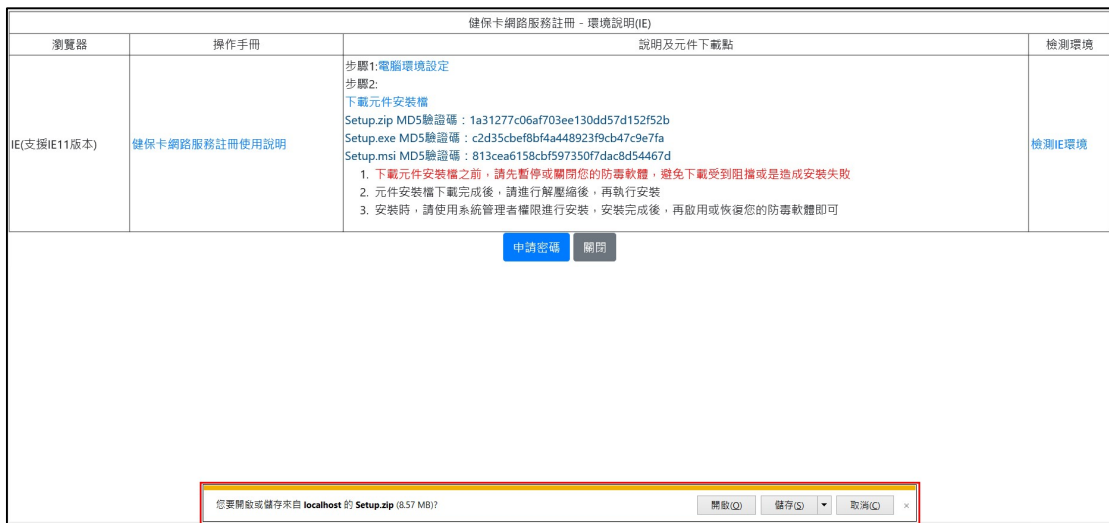 健保卡網路服務註冊 - 環境說明(IE)
瀏覽器 操作手冊 說明及元件下載點 檢測環境
步驟1:電腦環境設定
步驟2:
下載元件安裝檔
Setup.zip MD5驗證碼：1a31277c06af703ee130dd57d152f52b
Setup.exe MD5驗證碼：c2d35cbef8bf4a448923f9cb47c9e7fa
Setup.msi MD5驗證碼：813cea6158cbf597350f7dac8d54467d
1. 下載元件安裝檔之前，請先暫停或關閉您的防毒軟體，避免下載受到阻擋或是造成安裝失敗
2. 元件安裝檔下載完成後，請進行解壓縮後，再執行安裝
3. 安裝時，請使用系統管理者權限進行安裝，安裝完成後，再啟用或恢復您的防毒軟體即可
IE(支援IE11版本) 健保卡網路服務註冊使用說明 檢測IE環境
申請密碼 關閉
您要開啟或儲存來自 localhost 的 Setup.zip (8.57 MB)? 開啟(O) 儲存(S) 取消(C) ×